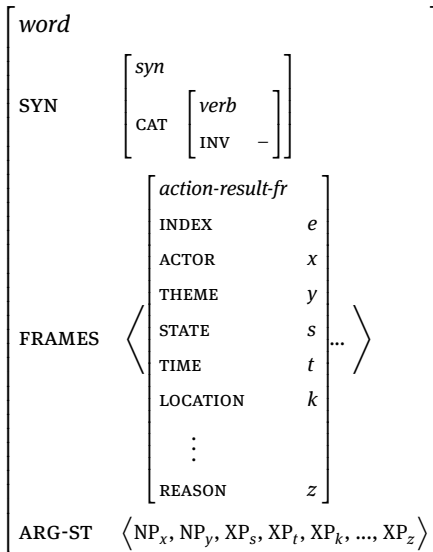 word
SYN
syn
CAT
verb
INV –
FRAMES
action-result-fr
INDEX e
ACTOR x
THEME y
STATE s
TIME t
LOCATION k
⋮
REASON z
...
ARG-ST ⟨NPx, NPy, XPs, XPt, XPk, ..., XPz⟩